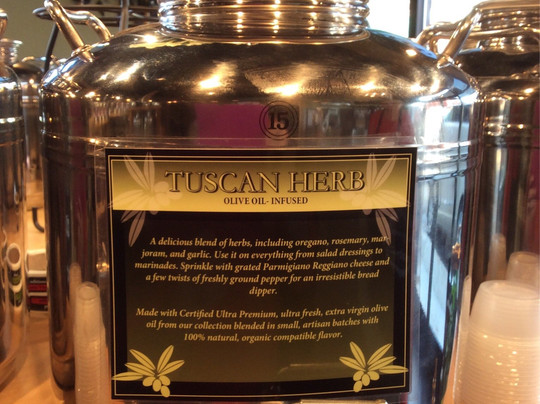 15
TUSCAN HERB
OLIVE OIL- INFUSED
A delicious blend of herbs, including oregano, rosemary, mar
joram, and garlic. Use it on everything from salad dressings to
marinades. Sprinkle with grated Parmigiano Reggiano cheese and
a few twists of freshly ground pepper for an irresistible bread
dipper.
Made with Certified Ultra Premium, ultra fresh, extra virgin olive
oil from our collection blended in small, artisan batches with
100% natural, organic compatible flavor.